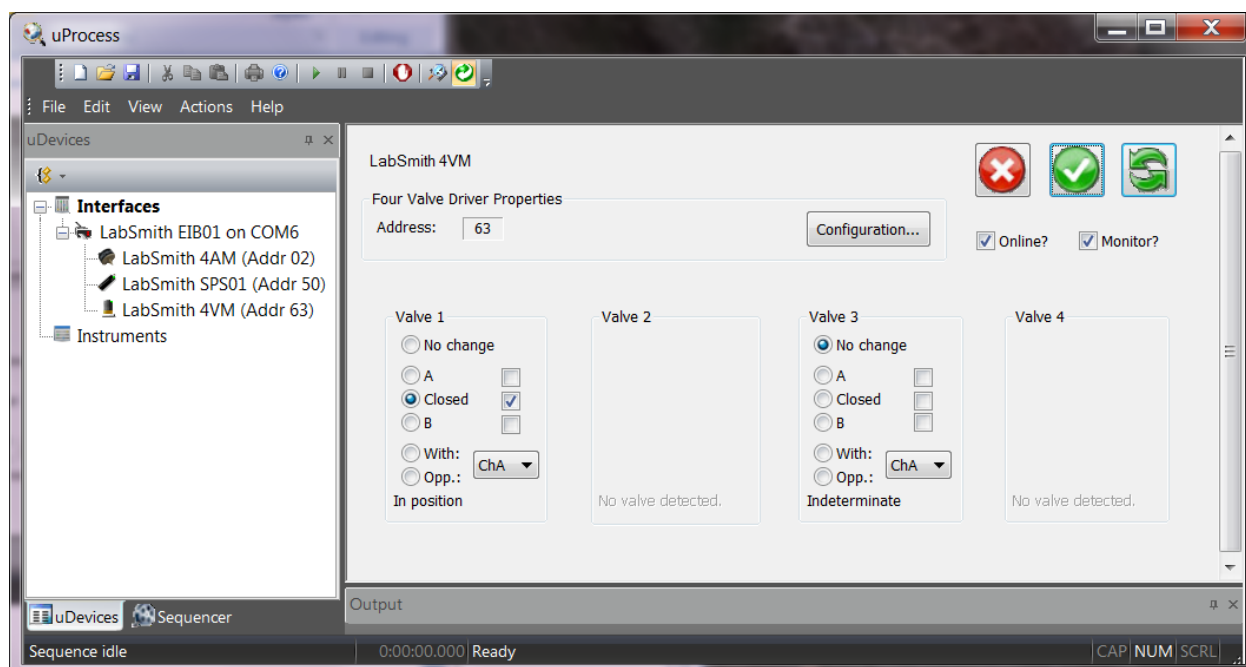 uProcess
File Edit View Actions Help
uDevices
Interfaces
LabSmith EIB01 on COM6
LabSmith 4AM (Addr 02)
LabSmith SPS01 (Addr 50)
LabSmith 4VM (Addr 63)
Instruments
uDevices Sequencer
LabSmith 4VM
Four Valve Driver Properties
Address: 63
Configuration...
Online? Monitor?
Valve 1
No change
A
Closed
B
With:
Opp.:
ChA
In position
Valve 2
No valve detected.
Valve 3
No change
A
Closed
B
With:
Opp.:
ChA
Indeterminate
Valve 4
No valve detected.
Output
Sequence idle 0:00:00.000 Ready CAP NUM SCRL